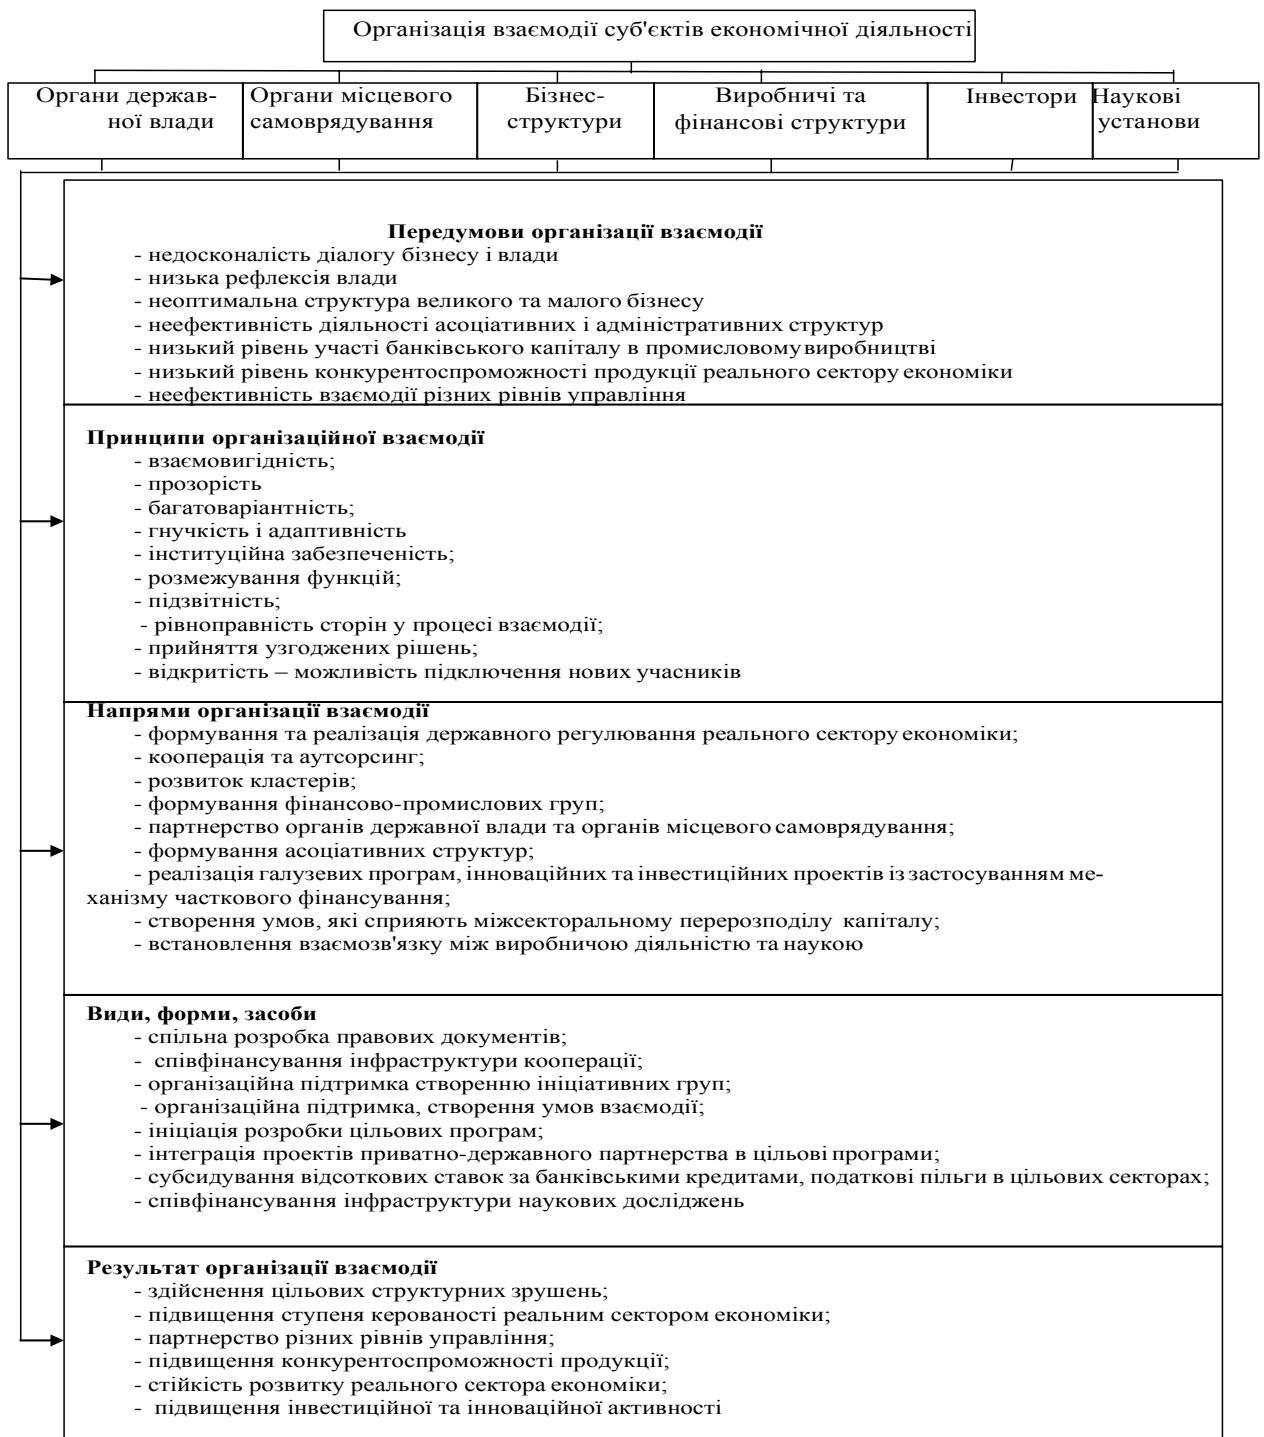 Організація взаємодії суб'єктів економічної діяльності
Органи держав-
ної влади
Органи місцевого
самоврядування
Бізнес-
структури
Виробничі та
фінансові структури
Інвестори
Наукові
установи
Передумови організації взаємодії
- недосконалість діалогу бізнесу і влади
- низька рефлексія влади
- неоптимальна структура великого та малого бізнесу
- неефективність діяльності асоціативних і адміністративних структур
- низький рівень участі банківського капіталу в промисловому виробництві
- низький рівень конкурентоспроможності продукції реального сектору економіки
- неефективність взаємодії різних рівнів управління
Принципи організаційної взаємодії
- взаємовигідність;
- прозорість
- багатоваріантність;
- гнучкість і адаптивність
- інституційна забезпеченість;
- розмежування функцій;
- підзвітність;
- рівноправність сторін у процесі взаємодії;
- прийняття узгоджених рішень;
- відкритість – можливість підключення нових учасників
Напрями організації взаємодії
- формування та реалізація державного регулювання реального сектору економіки;
- кооперація та аутсорсинг;
- розвиток кластерів;
- формування фінансово-промислових груп;
- партнерство органів державної влади та органів місцевого самоврядування;
- формування асоціативних структур;
- реалізація галузевих програм, інноваційних та інвестиційних проектів із застосуванням ме-
ханізму часткового фінансування;
- створення умов, які сприяють міжсекторальному перерозподілу капіталу;
- встановлення взаємозв'язку між виробничою діяльністю та наукою
Види, форми, засоби
- спільна розробка правових документів;
- співфінансування інфраструктури кооперації;
- організаційна підтримка створенню ініціативних груп;
- організаційна підтримка, створення умов взаємодії;
- ініціація розробки цільових програм;
- інтеграція проектів приватно-державного партнерства в цільові програми;
- субсидування відсоткових ставок за банківськими кредитами, податкові пільги в цільових секторах;
- співфінансування інфраструктури наукових досліджень
Результат організації взаємодії
- здійснення цільових структурних зрушень;
- підвищення ступеня керованості реальним сектором економіки;
- партнерство різних рівнів управління;
- підвищення конкурентоспроможності продукції;
- стійкість розвитку реального сектора економіки;
- підвищення інвестиційної та інноваційної активності